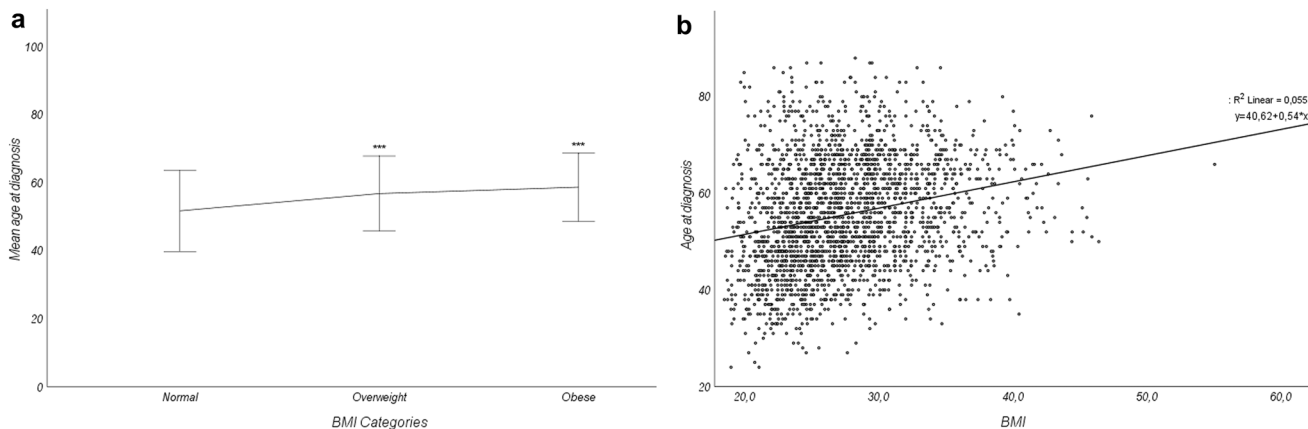 a
Mean age at diagnosis
100
80
60
40
20
0
***
***
Normal
Overweight
Obese
BMI Categories
b
Age at diagnosis
80
60
40
20
: R2 Linear = 0,055
y=40,62+0,54*x
20,0
30,0
40,0
50,0
60,0
BMI